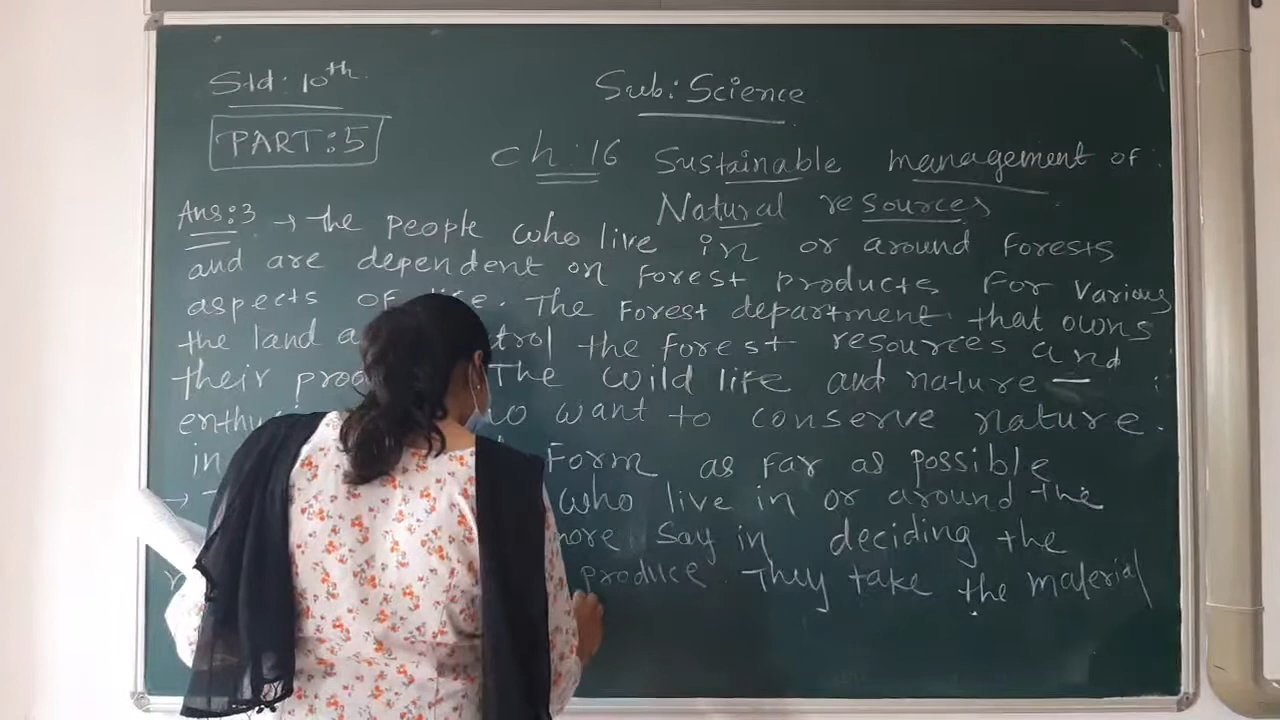 Std: 10th.
Sub: Science
PART: 5
ch: 16 Sustainable management of
Natural resources
Ans: 3 → The people who live in or around forests
and are dependent on forest products for various
aspects of life. The forest department that owns
the land trol the forest resources and
their The wild life and nature —
want to conserve nature.
in Form as far as possible
→ who live in or around the
more say in deciding the
produce They take the material